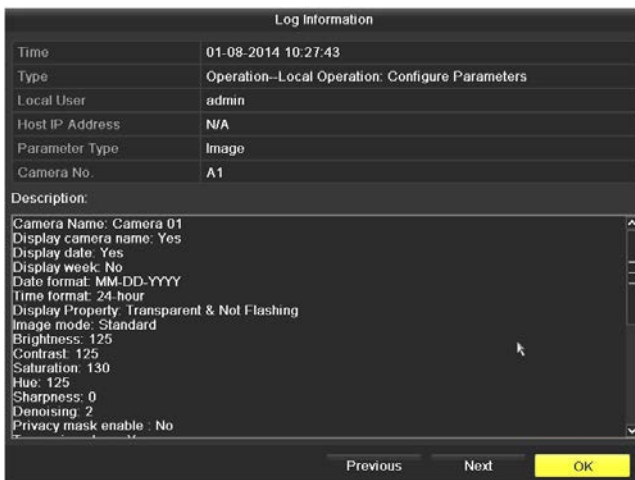 Log Information
Time 01-08-2014 10:27:43
Type Operation--Local Operation: Configure Parameters
Local User admin
Host IP Address N/A
Parameter Type Image
Camera No. A1
Description:
Camera Name: Camera 01
Display camera name: Yes
Display date: Yes
Display week: No
Date format: MM-DD-YYYY
Time format: 24-hour
Display Property: Transparent & Not Flashing
Image mode: Standard
Brightness: 125
Contrast: 125
Saturation: 130
Hue: 125
Sharpness: 0
Denoising: 2
Privacy mask enable : No
Previous Next OK